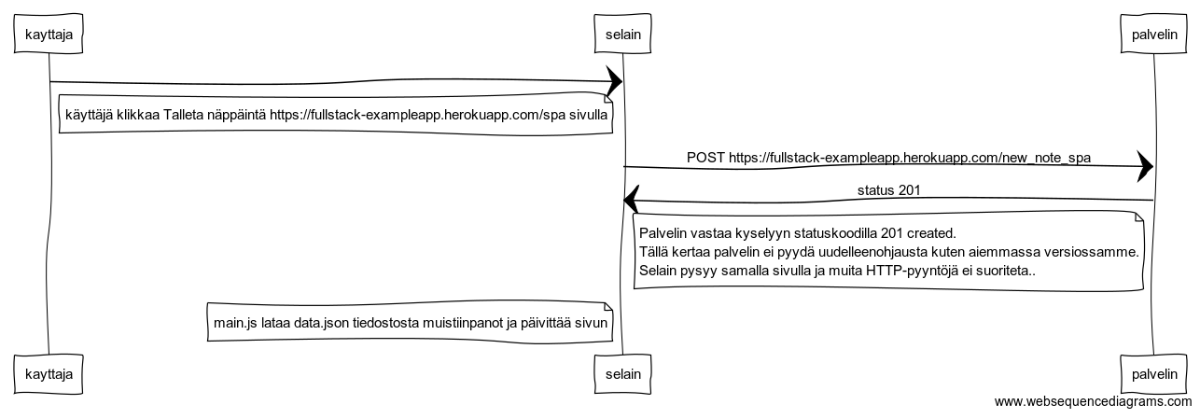 kayttaja
selain
palvelin
käyttäjä klikkaa Talleta näppäintä https://fullstack-exampleapp.herokuapp.com/spa sivulla
POST https://fullstack-exampleapp.herokuapp.com/new_note_spa
status 201
Palvelin vastaa kyselyyn statuskoodilla 201 created.
Tällä kertaa palvelin ei pyydä uudelleenohjausta kuten aiemmassa versiossamme.
Selain pysyy samalla sivulla ja muita HTTP-pyyntöjä ei suoriteta..
main.js lataa data.json tiedostosta muistiinpanot ja päivittää sivun
kayttaja
selain
palvelin
www.websequencediagrams.com